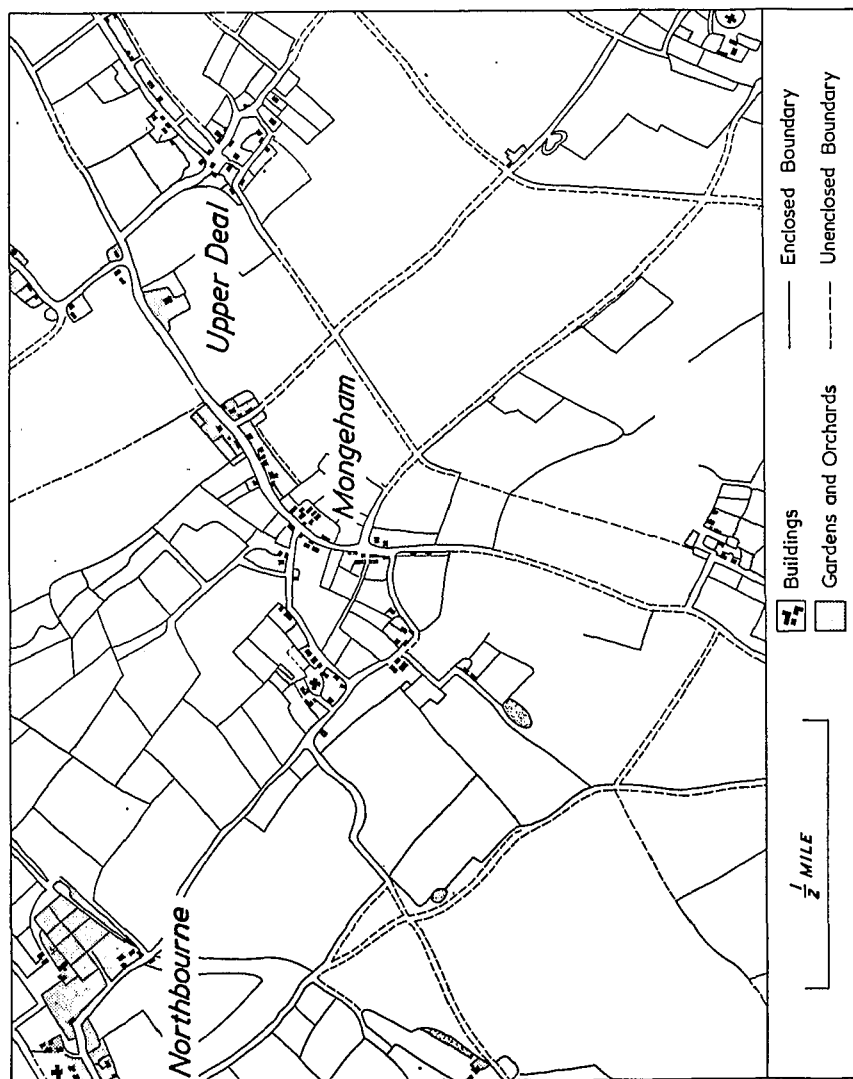 Northbourne
Mongeham
Upper Deal
½ MILE
Buildings
Gardens and Orchards
Enclosed Boundary
Unenclosed Boundary